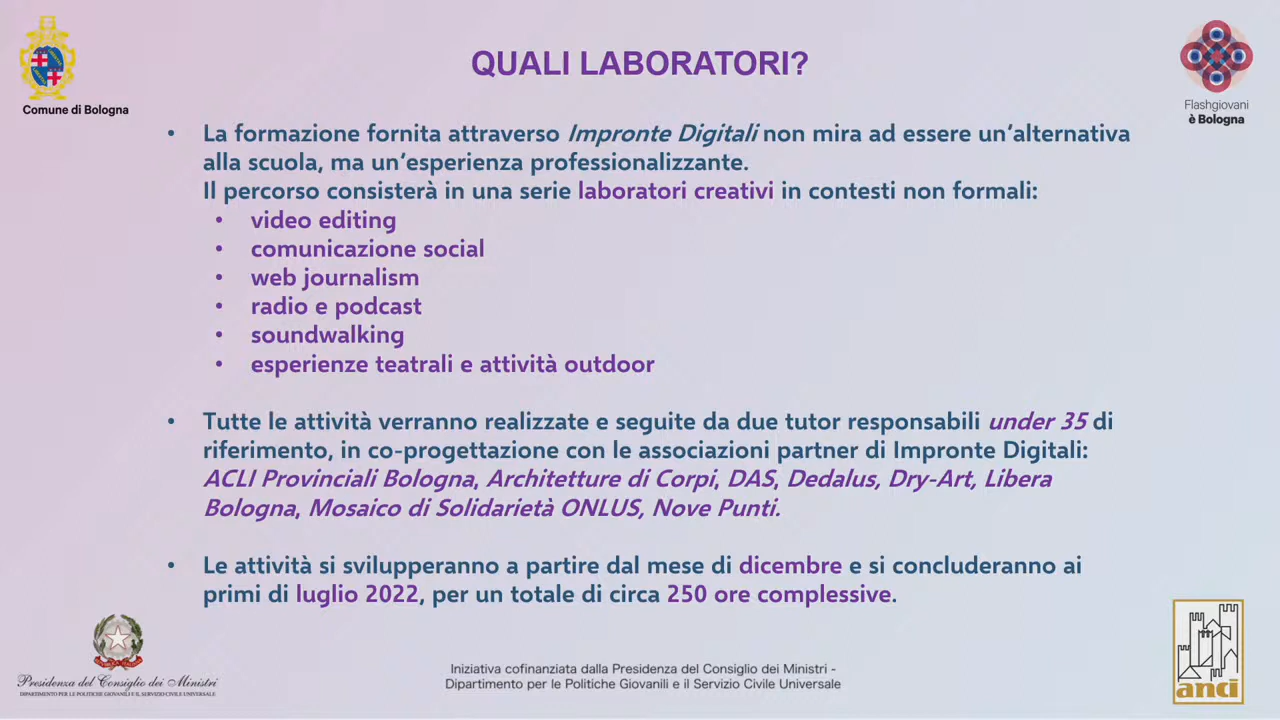 QUALI LABORATORI?
Comune di Bologna
Flashgiovani
è Bologna
• La formazione fornita attraverso Impronte Digitali non mira ad essere un'alternativa
alla scuola, ma un'esperienza professionalizzante.
Il percorso consisterà in una serie laboratori creativi in contesti non formali:
• video editing
• comunicazione social
• web journalism
• radio e podcast
• soundwalking
• esperienze teatrali e attività outdoor
• Tutte le attività verranno realizzate e seguite da due tutor responsabili under 35 di
riferimento, in co-progettazione con le associazioni partner di Impronte Digitali:
ACLI Provinciali Bologna, Architetture di Corpi, DAS, Dedalus, Dry-Art, Libera
Bologna, Mosaico di Solidarietà ONLUS, Nove Punti.
• Le attività si svilupperanno a partire dal mese di dicembre e si concluderanno ai
primi di luglio 2022, per un totale di circa 250 ore complessive.
Presidenza del Consiglio dei Ministri
DIPARTIMENTO PER LE POLITICHE GIOVANILI E IL SERVIZIO CIVILE UNIVERSALE
Iniziativa cofinanziata dalla Presidenza del Consiglio dei Ministri -
Dipartimento per le Politiche Giovanili e il Servizio Civile Universale
anci